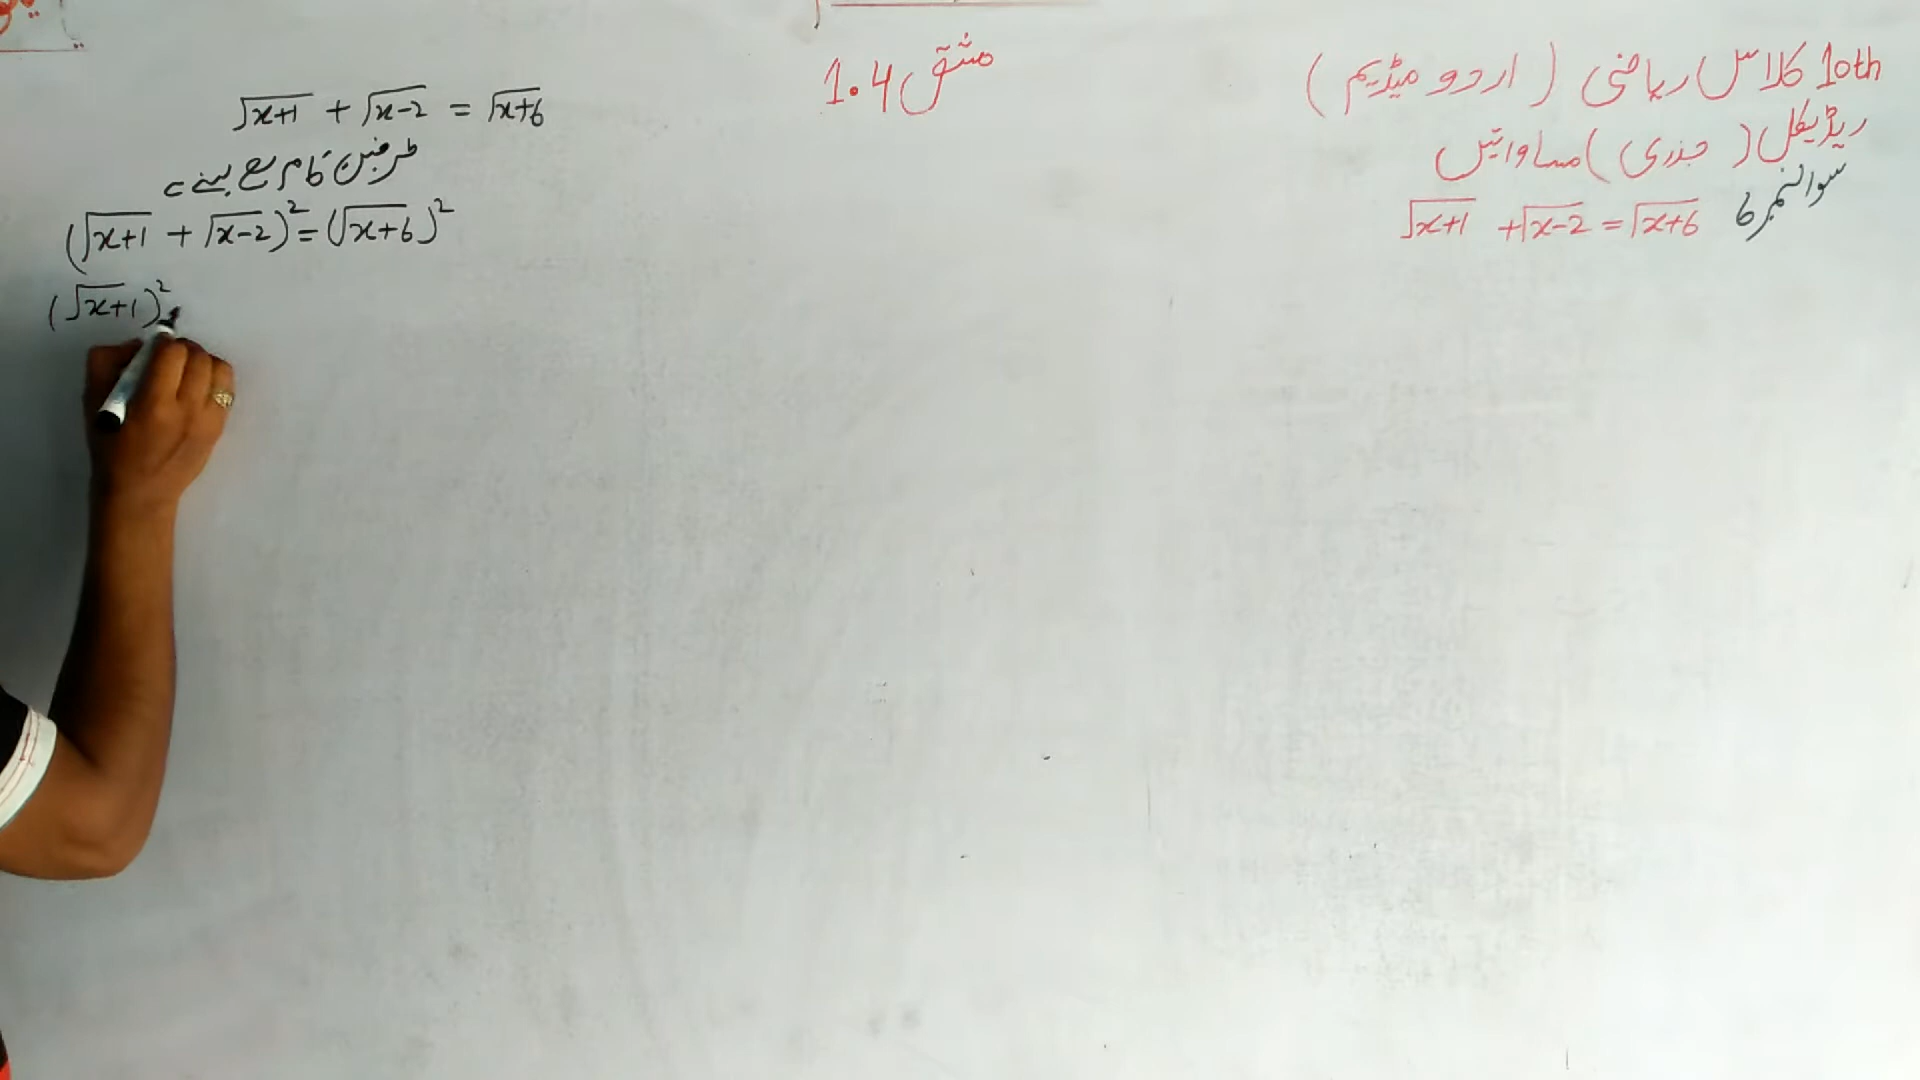 مشق 1.4
10th کلاس ریاضی (اردو میڈیم)
ریڈیکل (جذری) مساواتیں
سوال نمبر 6 √x+1 + √x-2 = √x+6
√x+1 + √x-2 = √x+6
طرفین کا مربع لینے سے
(√x+1 + √x-2)² = (√x+6)²
(√x+1)²